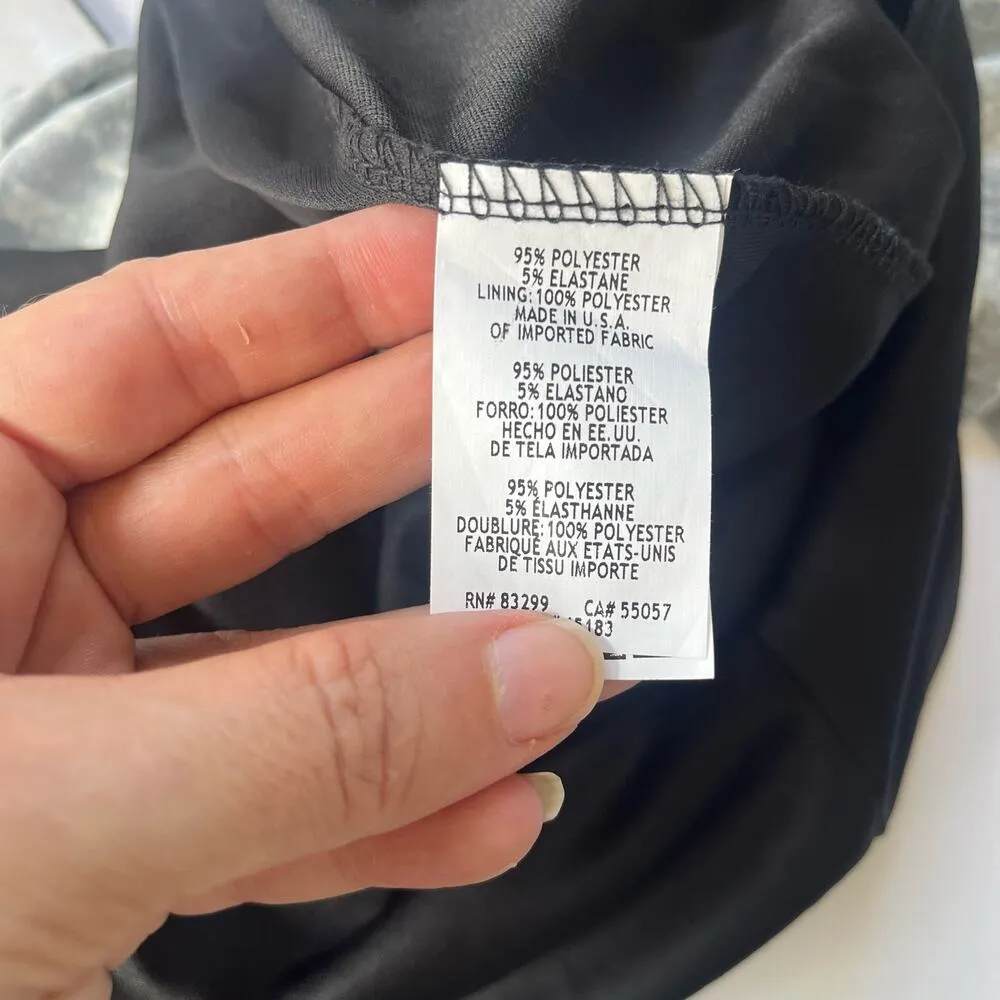 95% POLYESTER
5% ELASTANE
LINING:100% POLYESTER
MADE IN U.S.A.
OF IMPORTED FABRIC
95% POLIESTER
5% ELASTANO
FORRO:100% POLIESTER
HECHO EN EE.UU.
DE TELA IMPORTADA
95% POLYESTER
5% ÉLASTHANNE
DOUBLURE:100% POLYESTER
FABRIQUÉ AUX ETATS-UNIS
DE TISSU IMPORTE
RN# 83299 CA# 55057